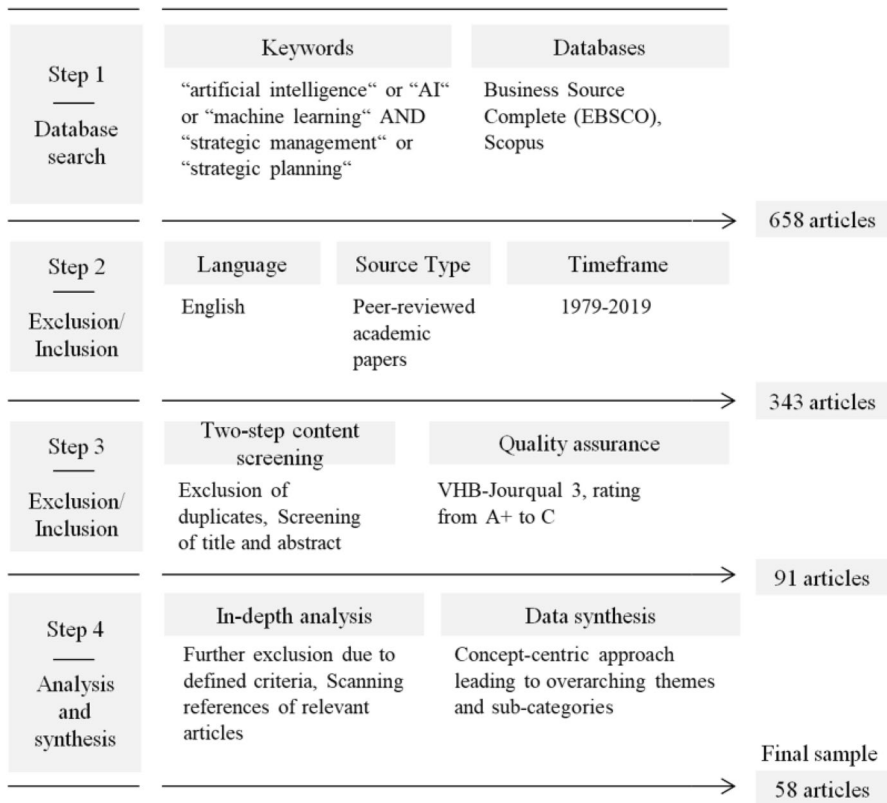 Step 1
Database
search
Keywords
“artificial intelligence“ or “AI“
or “machine learning“ AND
“strategic management“ or
“strategic planning“
Databases
Business Source
Complete (EBSCO),
Scopus
658 articles
Step 2
Exclusion/
Inclusion
Language
English
Source Type
Peer-reviewed
academic
papers
Timeframe
1979-2019
343 articles
Step 3
Exclusion/
Inclusion
Two-step content
screening
Exclusion of
duplicates, Screening
of title and abstract
Quality assurance
VHB-Jourqual 3, rating
from A+ to C
91 articles
Step 4
Analysis
and
synthesis
In-depth analysis
Further exclusion due to
defined criteria, Scanning
references of relevant
articles
Data synthesis
Concept-centric approach
leading to overarching themes
and sub-categories
Final sample
58 articles